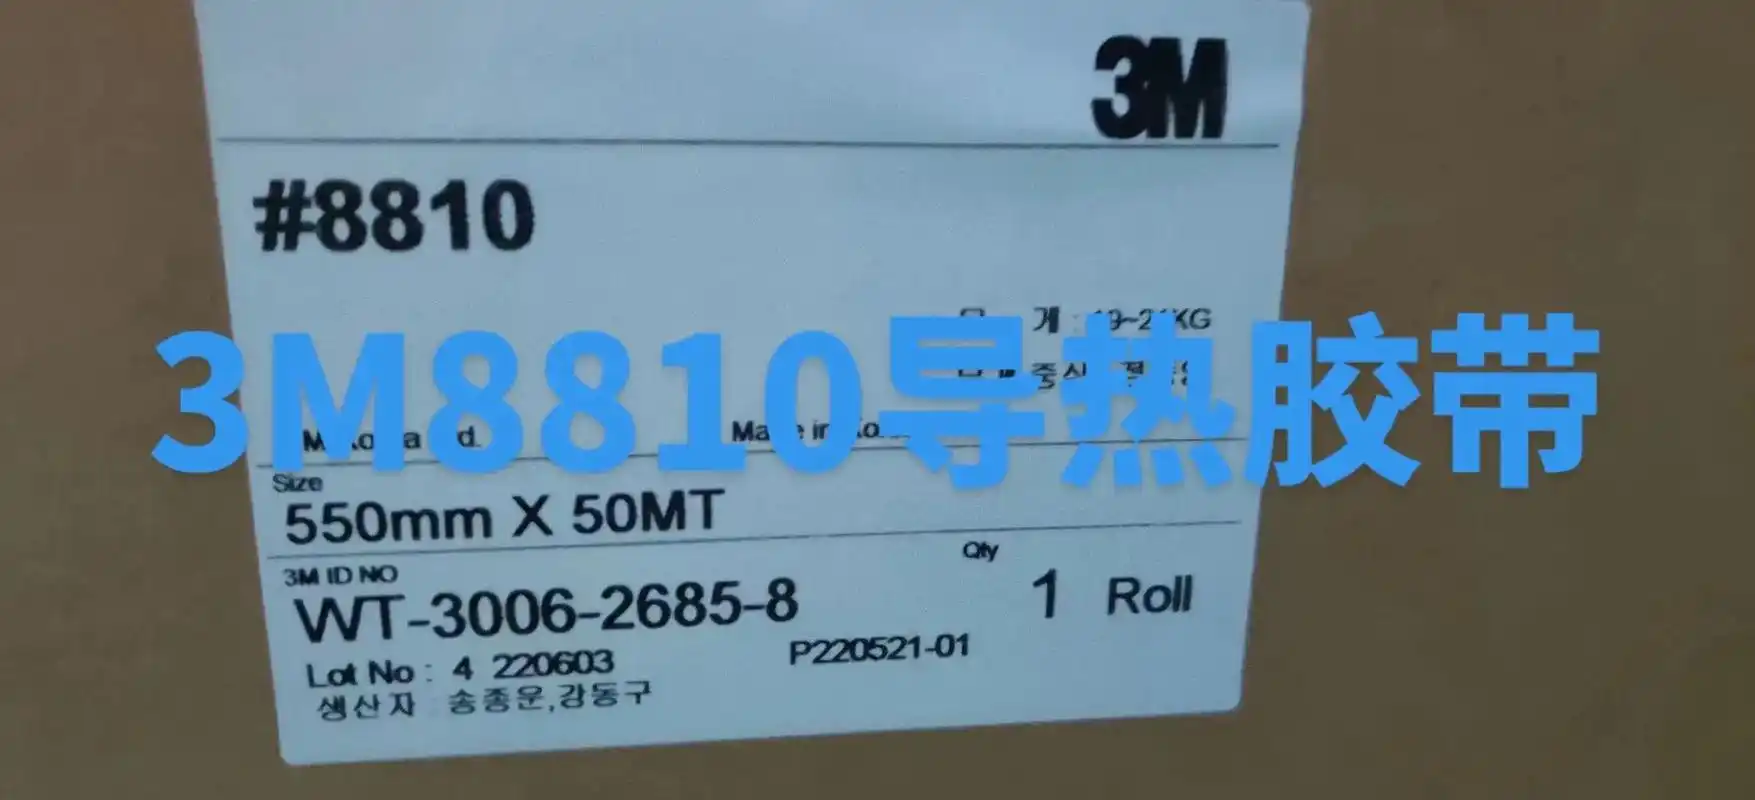 3M
#8810
3M8810导热胶带
Size
550mm X 50MT
3M ID NO
Qty
WT-3006-2685-8
1 Roll
Lot No : 4 220603
P220521-01
생산자 : 송종운,강동구